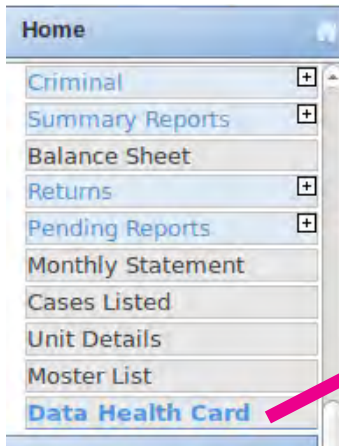 Home
Criminal
Summary Reports
Balance Sheet
Returns
Pending Reports
Monthly Statement
Cases Listed
Unit Details
Moster List
Data Health Card